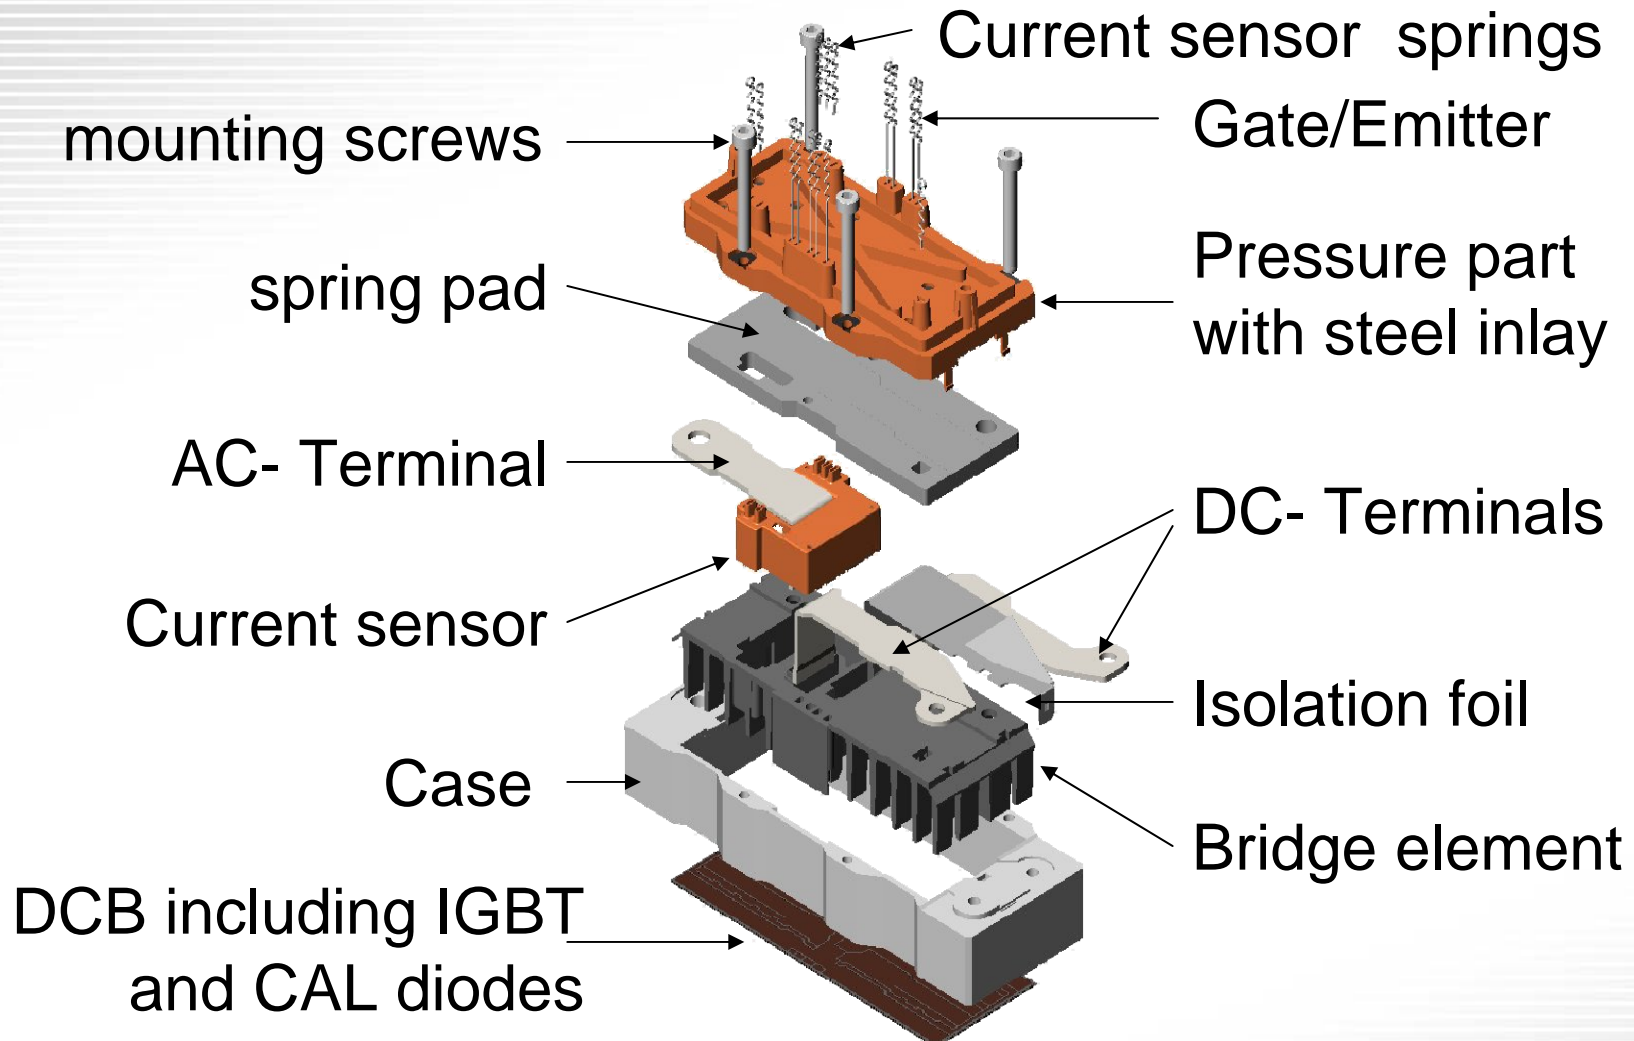 Current sensor  springs
mounting screws
Gate/Emitter
spring pad
Pressure part
with steel inlay
AC- Terminal
DC- Terminals
Current sensor
Isolation foil
Case
Bridge element
DCB including IGBT
and CAL diodes